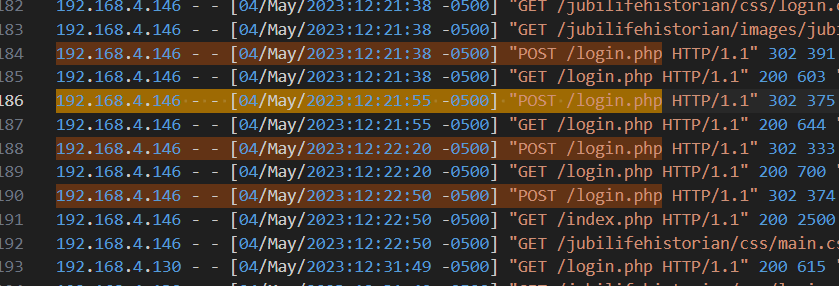 182 192.168.4.146 - - [04/May/2023:12:21:38 -0500] "GET /jubilifehistorian/css/login.c
183 192.168.4.146 - - [04/May/2023:12:21:38 -0500] "GET /jubilifehistorian/images/jubi
184 192.168.4.146 - - [04/May/2023:12:21:38 -0500] "POST /login.php HTTP/1.1" 302 391
185 192.168.4.146 - - [04/May/2023:12:21:38 -0500] "GET /login.php HTTP/1.1" 200 603 "
186 192.168.4.146 - - [04/May/2023:12:21:55 -0500] "POST /login.php HTTP/1.1" 302 375
187 192.168.4.146 - - [04/May/2023:12:21:55 -0500] "GET /login.php HTTP/1.1" 200 644 "
188 192.168.4.146 - - [04/May/2023:12:22:20 -0500] "POST /login.php HTTP/1.1" 302 333
189 192.168.4.146 - - [04/May/2023:12:22:20 -0500] "GET /login.php HTTP/1.1" 200 700 "
190 192.168.4.146 - - [04/May/2023:12:22:50 -0500] "POST /login.php HTTP/1.1" 302 374
191 192.168.4.146 - - [04/May/2023:12:22:50 -0500] "GET /index.php HTTP/1.1" 200 2500
192 192.168.4.146 - - [04/May/2023:12:22:50 -0500] "GET /jubilifehistorian/css/main.cs
193 192.168.4.130 - - [04/May/2023:12:31:49 -0500] "GET /login.php HTTP/1.1" 200 615 "